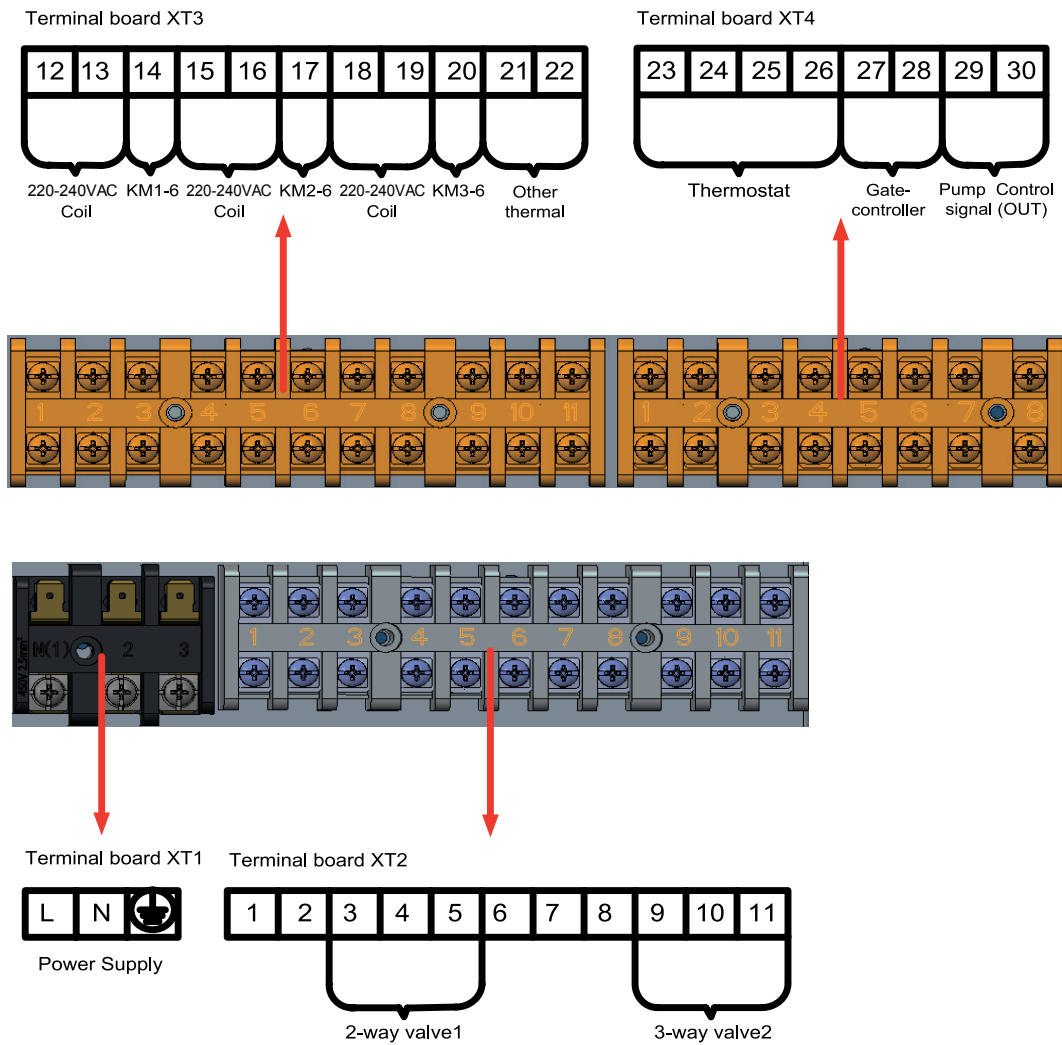 Terminal board XT3
Terminal board XT4
12 13 14 15 16 17 18 19 20 21 22
23 24 25 26 27 28 29 30
220-240VAC KM1-6 220-240VAC KM2-6 220-240VAC KM3-6 Other
Coil Coil Coil thermal
Thermostat Gate- Pump Control
controller signal (OUT)
1 2 3 4 5 6 7 8 9 10 11
1 2 3 4 5 6 7 8
450V 2.5mm²
N(1) 2 3
1 2 3 4 5 6 7 8 9 10 11
Terminal board XT1
Terminal board XT2
L N
1 2 3 4 5 6 7 8 9 10 11
Power Supply
2-way valve1
3-way valve2